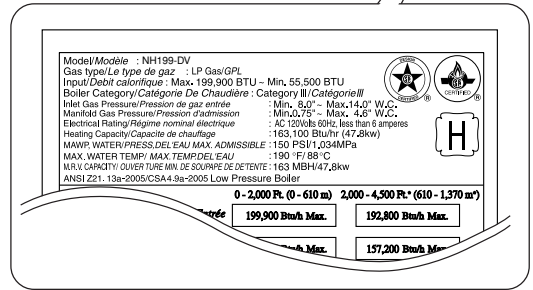 Model/Modèle : NH199-DV
Gas type/Le type de gaz : LP Gas/GPL
Input/Debit calorifique : Max. 199,900 BTU ~ Min. 55,500 BTU
Boiler Category/Catégorie De Chaudière : Category III/CatégorieIII
Inlet Gas Pressure/Pression de gaz entrée : Min. 8.0"~ Max.14.0" W.C.
Manifold Gas Pressure/Pression d'admission : Min.0.75"~ Max. 4.6" W.C.
Electrical Rating/Régime nominal électrique : AC 120Volts 60Hz, less than 6 amperes
Heating Capacity/Capacite de chauffage : 163,100 Btu/hr (47.8kw)
MAWP, WATER/PRESS,DEL'EAU MAX. ADMISSIBLE : 150 PSI/1.034MPa
MAX. WATER TEMP/ MAX.TEMP.DEL'EAU : 190 °F/ 88°C
M.R.V. CAPACITY/ OUVERTURE MIN. DE SOUPAPE DE DE'TENTE : 163 MBH/47.8kw
ANSI Z21. 13a-2005/CSA4.9a-2005 Low Pressure Boiler
DESIGN
CERTIFIED ®
CERTIFIED ®
H
0 - 2,000 Ft. (0 - 610 m) 2,000 - 4,500 Ft.* (610 - 1,370 m*)
Entrée 199,900 Btu/h Max. 192,800 Btu/h Max.
Btu/h Max. 157,200 Btu/h Max.